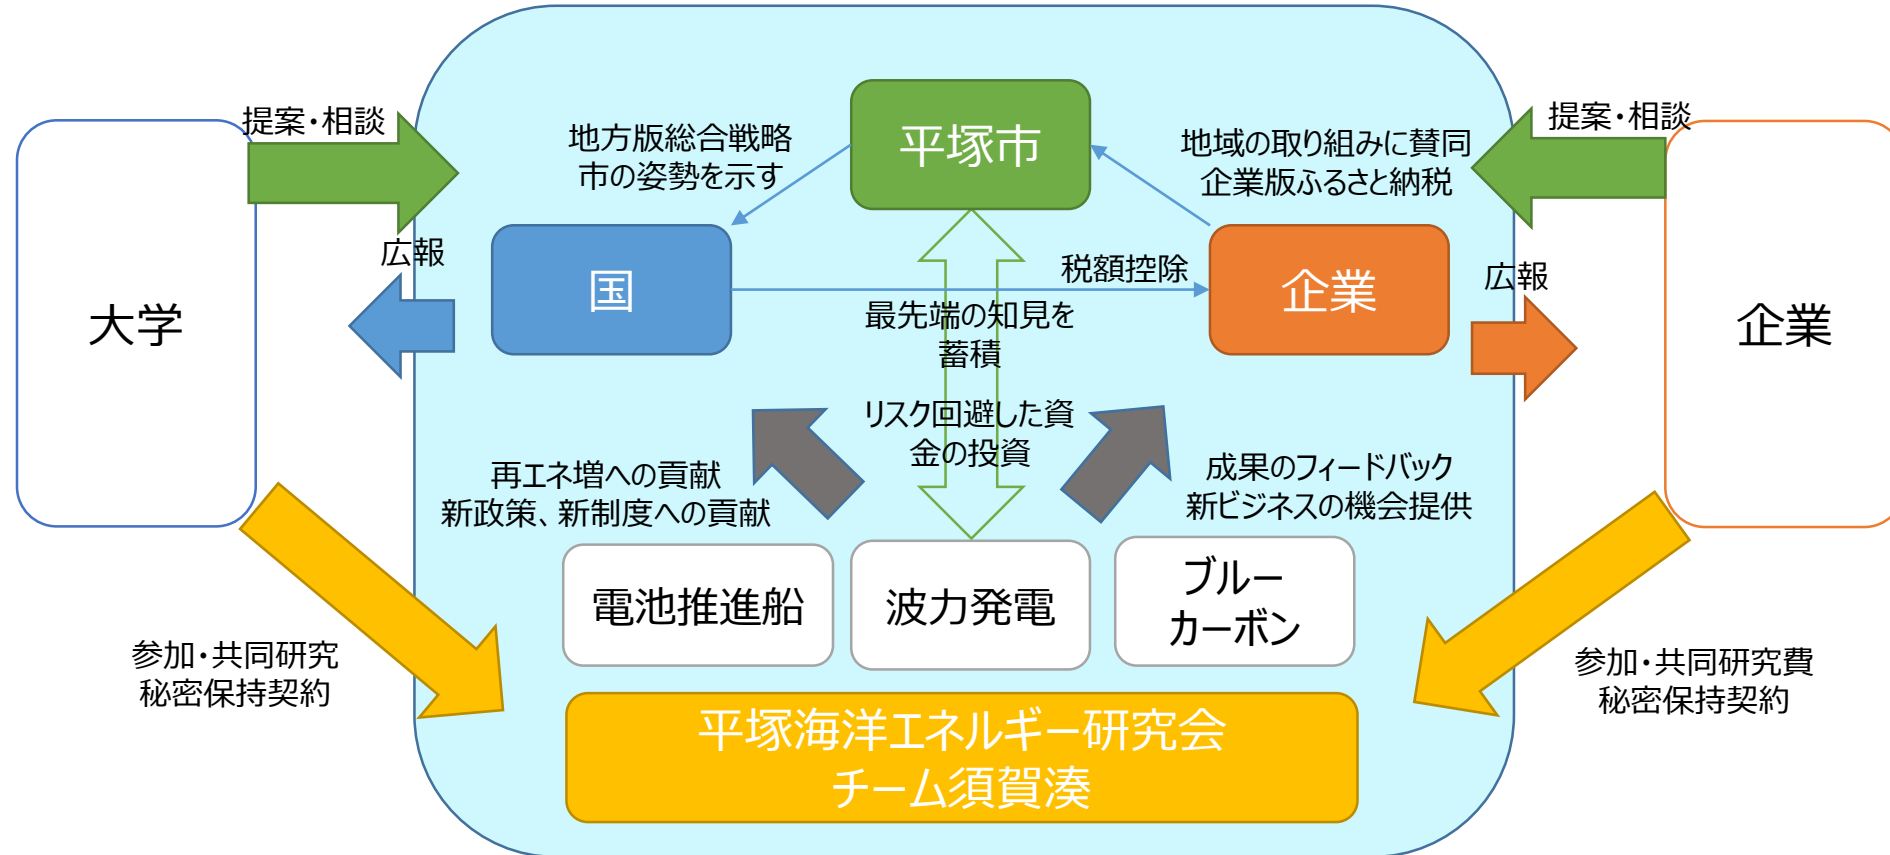 提案・相談
平塚市
提案・相談
地方版総合戦略
市の姿勢を示す
地域の取り組みに賛同
企業版ふるさと納税
広報
大学
国
税額控除
企業
広報
企業
最先端の知見を
蓄積
リスク回避した資
金の投資
再エネ増への貢献
新政策、新制度への貢献
成果のフィードバック
新ビジネスの機会提供
電池推進船
波力発電
ブルー
カーボン
参加・共同研究
秘密保持契約
参加・共同研究費
秘密保持契約
平塚海洋エネルギー研究会
チーム須賀湊